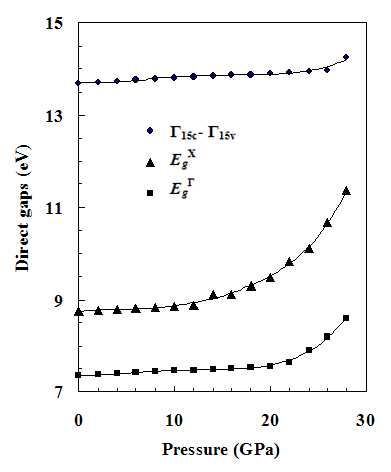 15
13
11
9
7
Direct gaps (eV)
Γ15c- Γ15v
EgX
EgΓ
0
10
20
30
Pressure (GPa)